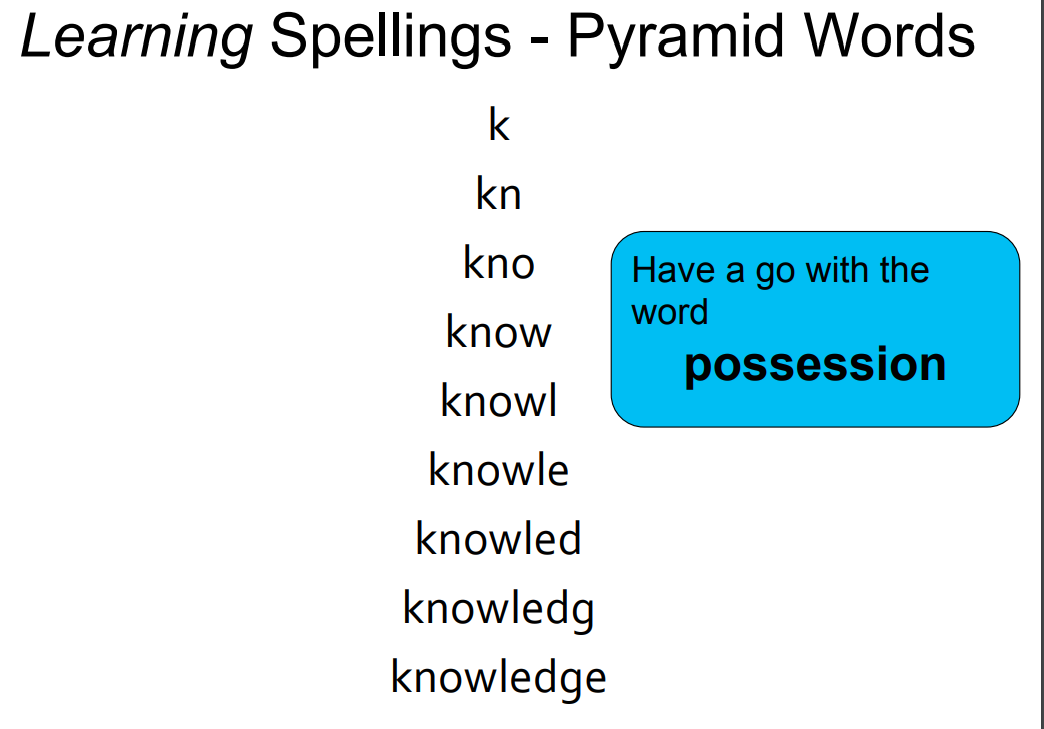 Learning Spellings - Pyramid Words
k
kn
kno
know
knowl
knowle
knowled
knowledg
knowledge
Have a go with the
word
possession